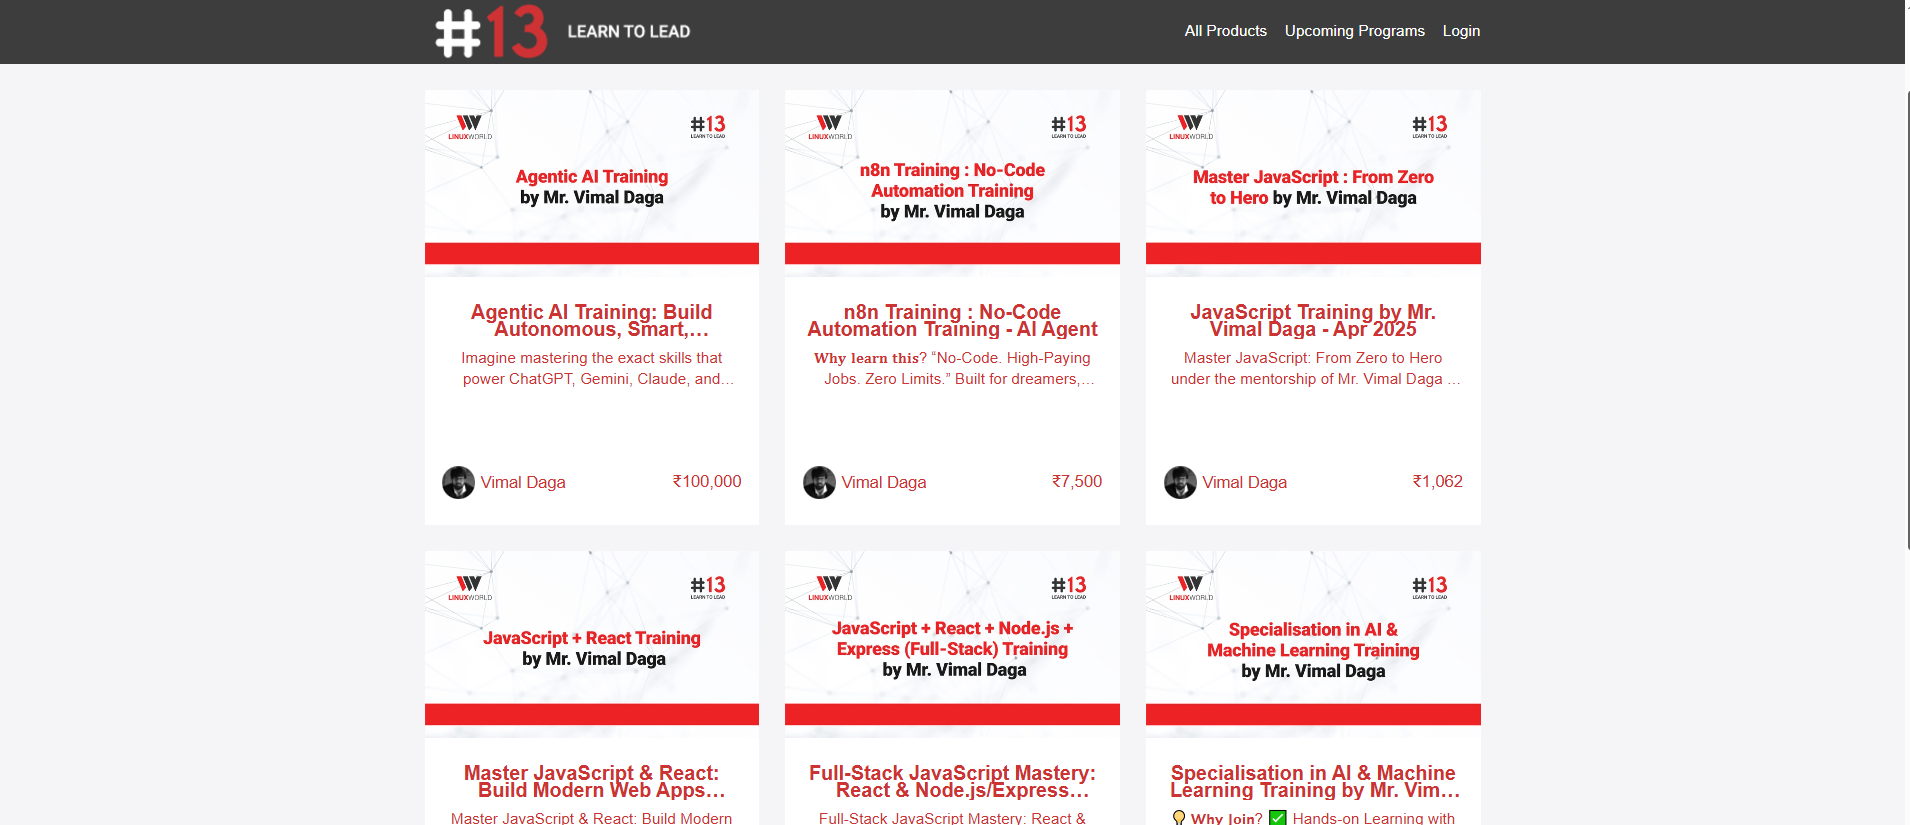 #13 LEARN TO LEAD
All Products Upcoming Programs Login
LINUXWORLD
#13
LEARN TO LEAD
Agentic AI Training
by Mr. Vimal Daga
Agentic AI Training: Build
Autonomous, Smart,...
Imagine mastering the exact skills that
power ChatGPT, Gemini, Claude, and...
Vimal Daga ₹100,000
LINUXWORLD
#13
LEARN TO LEAD
n8n Training : No-Code
Automation Training
by Mr. Vimal Daga
n8n Training : No-Code
Automation Training - AI Agent
Why learn this? “No-Code. High-Paying
Jobs. Zero Limits.” Built for dreamers,...
Vimal Daga ₹7,500
LINUXWORLD
#13
LEARN TO LEAD
Master JavaScript : From Zero
to Hero by Mr. Vimal Daga
JavaScript Training by Mr.
Vimal Daga - Apr 2025
Master JavaScript: From Zero to Hero
under the mentorship of Mr. Vimal Daga ...
Vimal Daga ₹1,062
LINUXWORLD
#13
LEARN TO LEAD
JavaScript + React Training
by Mr. Vimal Daga
Master JavaScript & React:
Build Modern Web Apps...
Master JavaScript & React: Build Modern
LINUXWORLD
#13
LEARN TO LEAD
JavaScript + React + Node.js +
Express (Full-Stack) Training
by Mr. Vimal Daga
Full-Stack JavaScript Mastery:
React & Node.js/Express...
Full-Stack JavaScript Mastery: React &
LINUXWORLD
#13
LEARN TO LEAD
Specialisation in AI &
Machine Learning Training
by Mr. Vimal Daga
Specialisation in AI & Machine
Learning Training by Mr. Vim...
💡 Why Join? ✅ Hands-on Learning with